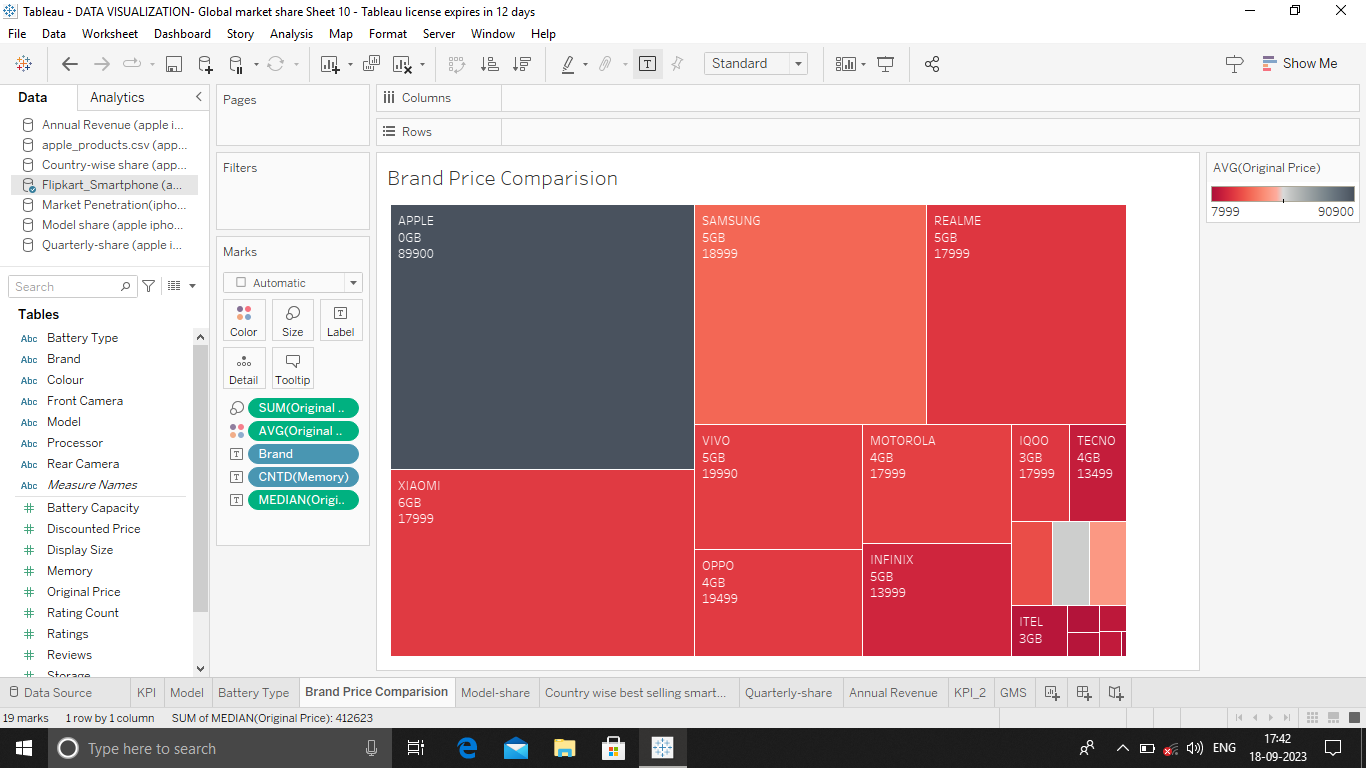 Tableau - DATA VISUALIZATION- Global market share Sheet 10 - Tableau license expires in 12 days
File Data Worksheet Dashboard Story Analysis Map Format Server Window Help
Standard
Show Me
Data
Analytics
Annual Revenue (apple i...
apple_products.csv (app...
Country-wise share (app...
Flipkart_Smartphone (a...
Market Penetration(ipho...
Model share (apple ipho...
Quarterly-share (apple i...
Search
Tables
Abc Battery Type
Abc Brand
Abc Colour
Abc Front Camera
Abc Model
Abc Processor
Abc Rear Camera
Abc Measure Names
Battery Capacity
Discounted Price
Display Size
Memory
Original Price
Rating Count
Ratings
Reviews
Storage
Pages
Filters
Marks
Automatic
Color
Size
T
Label
Detail
Tooltip
SUM(Original ..
AVG(Original ..
T Brand
T CNTD(Memory)
T MEDIAN(Origi..
Columns
Rows
Brand Price Comparision
APPLE
0GB
89900
SAMSUNG
5GB
18999
REALME
5GB
17999
XIAOMI
6GB
17999
VIVO
5GB
19990
MOTOROLA
4GB
17999
IQOO
3GB
17999
TECNO
4GB
13499
OPPO
4GB
19499
INFINIX
5GB
13999
ITEL
3GB
AVG(Original Price)
7999 90900
Data Source KPI Model Battery Type Brand Price Comparision Model-share Country wise best selling smart... Quarterly-share Annual Revenue KPI_2 GMS
19 marks 1 row by 1 column SUM of MEDIAN(Original Price): 412623
Type here to search
ENG
17:42
18-09-2023